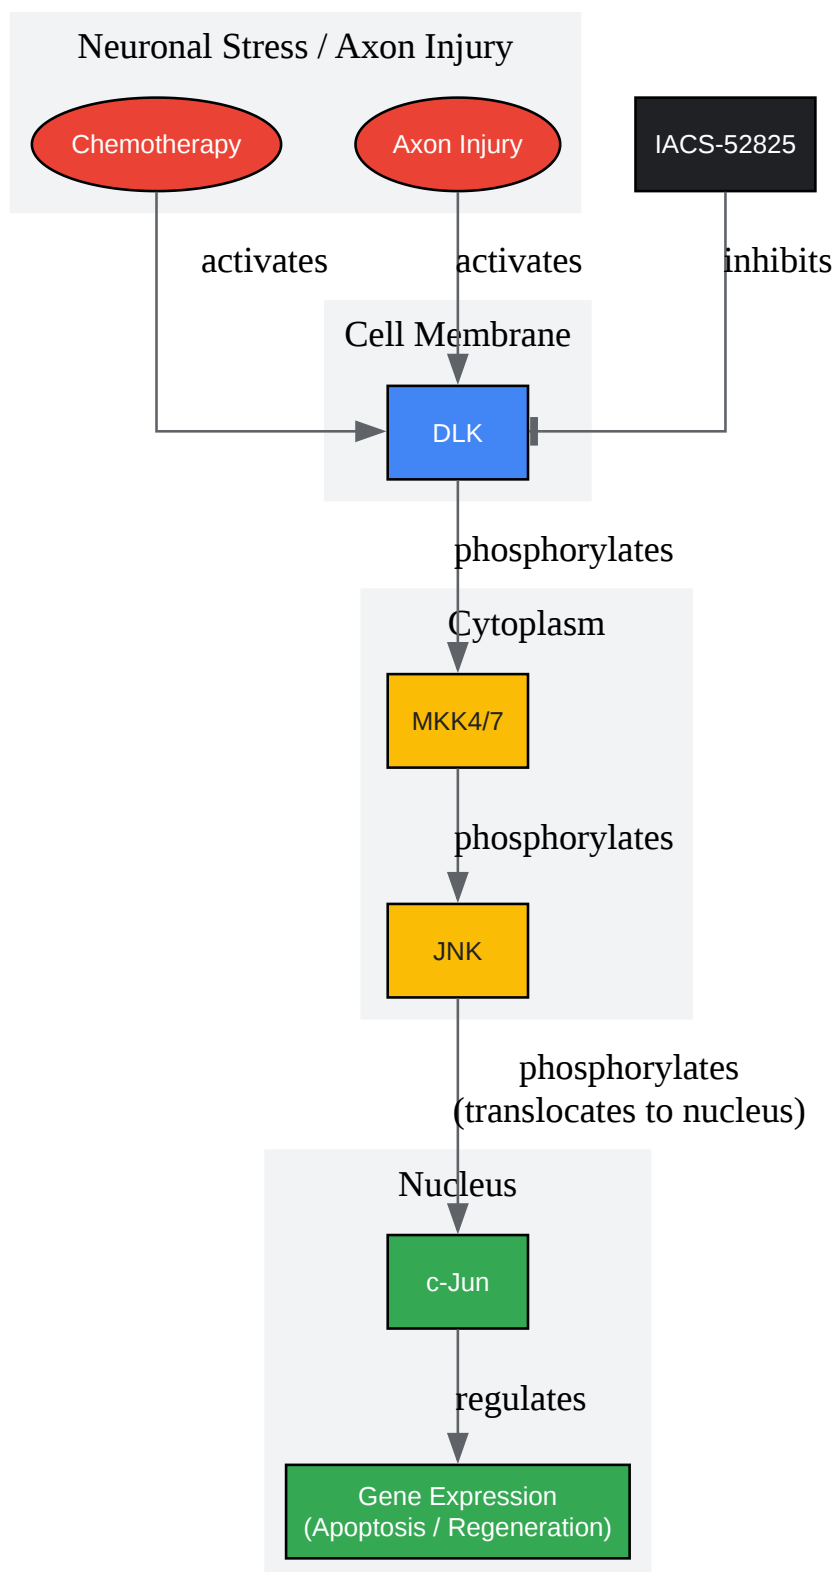 Neuronal Stress / Axon Injury
Chemotherapy
Axon Injury
IACS-52825
activates
activates
inhibits
Cell Membrane
DLK
phosphorylates
Cytoplasm
MKK4/7
phosphorylates
JNK
phosphorylates
(translocates to nucleus)
Nucleus
c-Jun
regulates
Gene Expression
(Apoptosis / Regeneration)